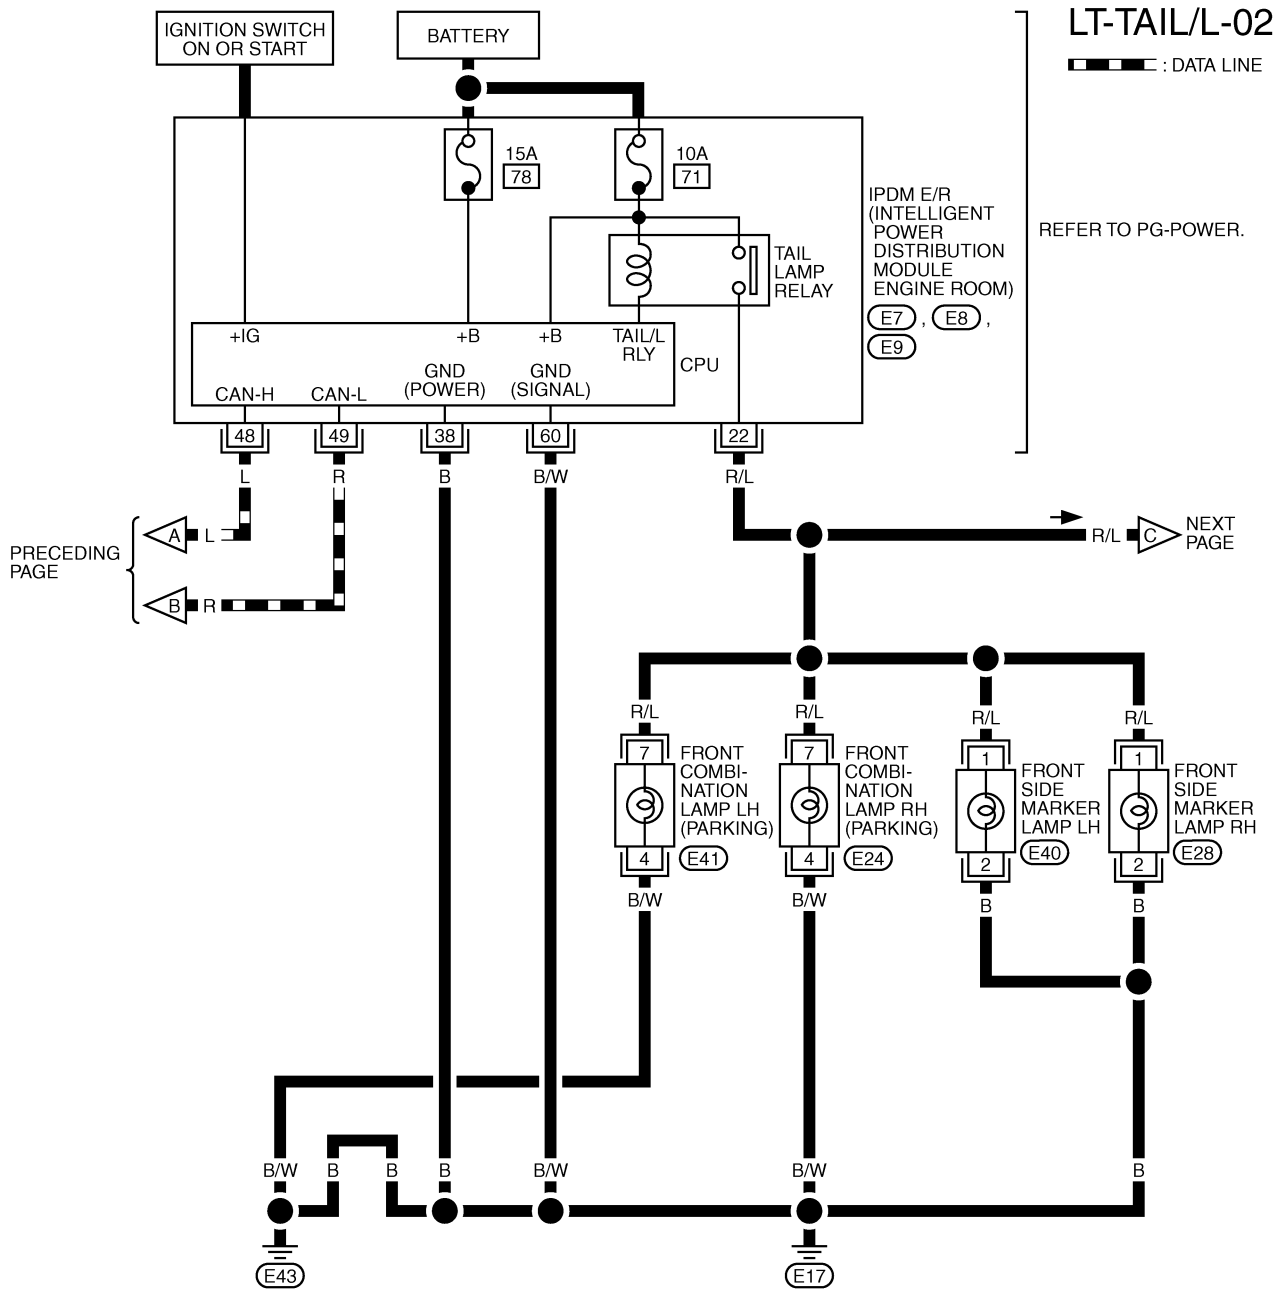 LT-TAIL/L-02
: DATA LINE
IGNITION SWITCH
ON OR START
BATTERY
15A
78
10A
71
IPDM E/R
(INTELLIGENT
POWER
DISTRIBUTION
MODULE
ENGINE ROOM)
E7 , E8 ,
E9
REFER TO PG-POWER.
TAIL
LAMP
RELAY
+IG
+B
+B
TAIL/L
RLY
CPU
CAN-H
CAN-L
GND
(POWER)
GND
(SIGNAL)
48
49
38
60
22
L
R
B
B/W
R/L
PRECEDING
PAGE
A
L
B
R
R/L
C
NEXT
PAGE
R/L
R/L
R/L
R/L
7
FRONT
COMBI-
NATION
LAMP LH
(PARKING)
4
E41
7
FRONT
COMBI-
NATION
LAMP RH
(PARKING)
4
E24
1
FRONT
SIDE
MARKER
LAMP LH
2
E40
1
FRONT
SIDE
MARKER
LAMP RH
2
E28
B/W
B/W
B
B
B/W
B
B
B
B/W
B/W
B
E43
E17